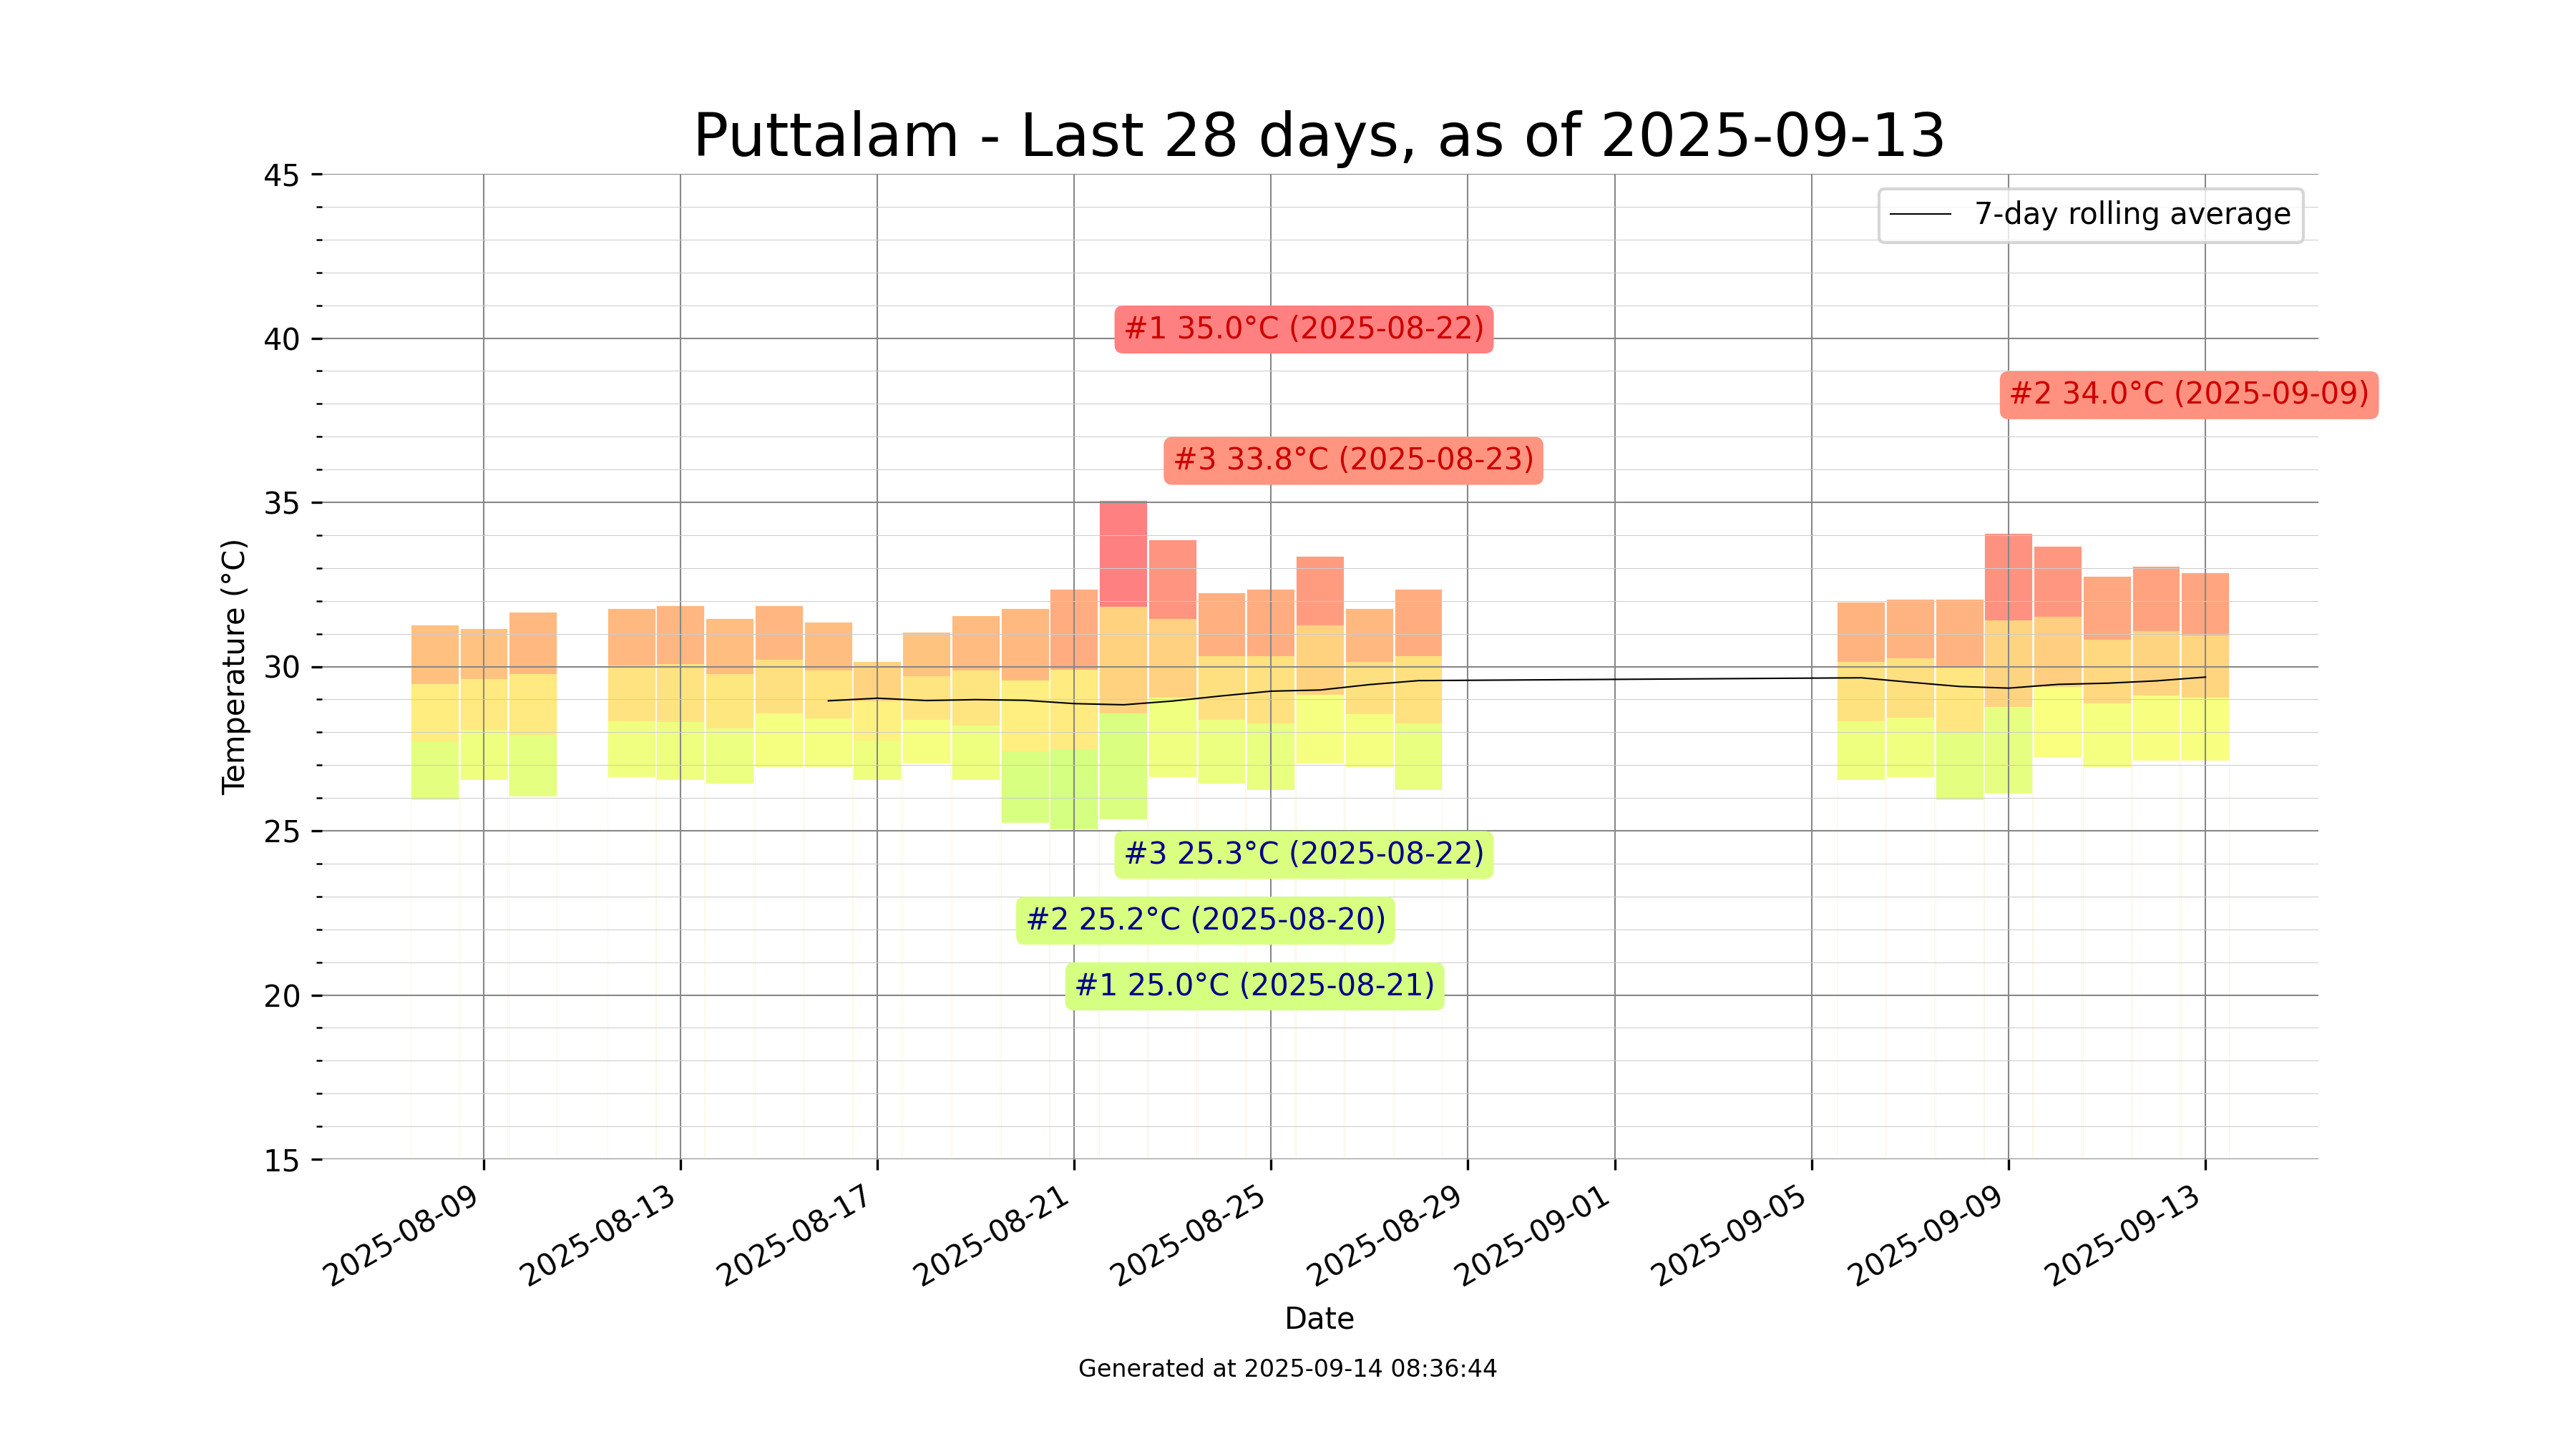 Puttalam - Last 28 days, as of 2025-09-13
45
40
35
30
25
20
15
Temperature (°C)
7-day rolling average
#1 35.0°C (2025-08-22)
#2 34.0°C (2025-09-09)
#3 33.8°C (2025-08-23)
#3 25.3°C (2025-08-22)
#2 25.2°C (2025-08-20)
#1 25.0°C (2025-08-21)
2025-08-09
2025-08-13
2025-08-17
2025-08-21
2025-08-25
2025-08-29
2025-09-01
2025-09-05
2025-09-09
2025-09-13
Date
Generated at 2025-09-14 08:36:44